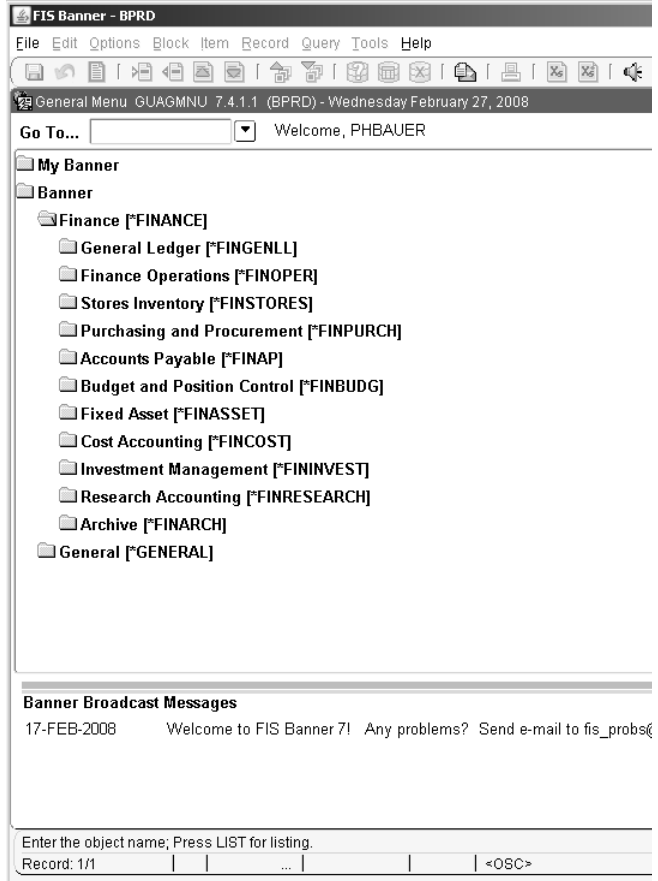 FIS Banner - BPRD
File Edit Options Block Item Record Query Tools Help
General Menu GUAGMNU 7.4.1.1 (BPRD) - Wednesday February 27, 2008
Go To... Welcome, PHBAUER
My Banner
Banner
Finance [*FINANCE]
General Ledger [*FINGENLL]
Finance Operations [*FINOPER]
Stores Inventory [*FINSTORES]
Purchasing and Procurement [*FINPURCH]
Accounts Payable [*FINAP]
Budget and Position Control [*FINBUDG]
Fixed Asset [*FINASSET]
Cost Accounting [*FINCOST]
Investment Management [*FININVEST]
Research Accounting [*FINRESEARCH]
Archive [*FINARCH]
General [*GENERAL]
Banner Broadcast Messages
17-FEB-2008 Welcome to FIS Banner 7! Any problems? Send e-mail to fis_probs@
Enter the object name; Press LIST for listing.
Record: 1/1 ... <OSC>